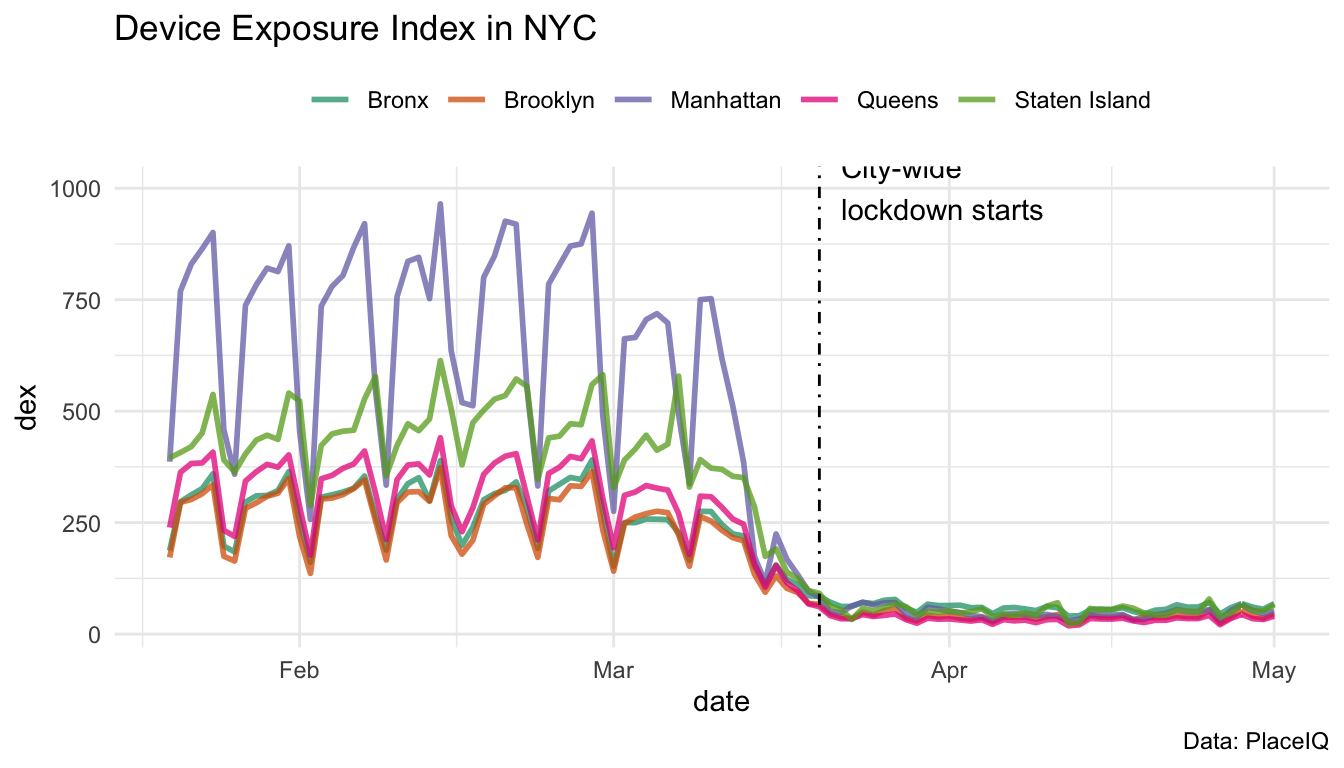 Device Exposure Index in NYC
Bronx Brooklyn Manhattan Queens Staten Island
City-wide
lockdown starts
1000
750
500
250
0
dex
Feb Mar Apr May
date
Data: PlaceIQ